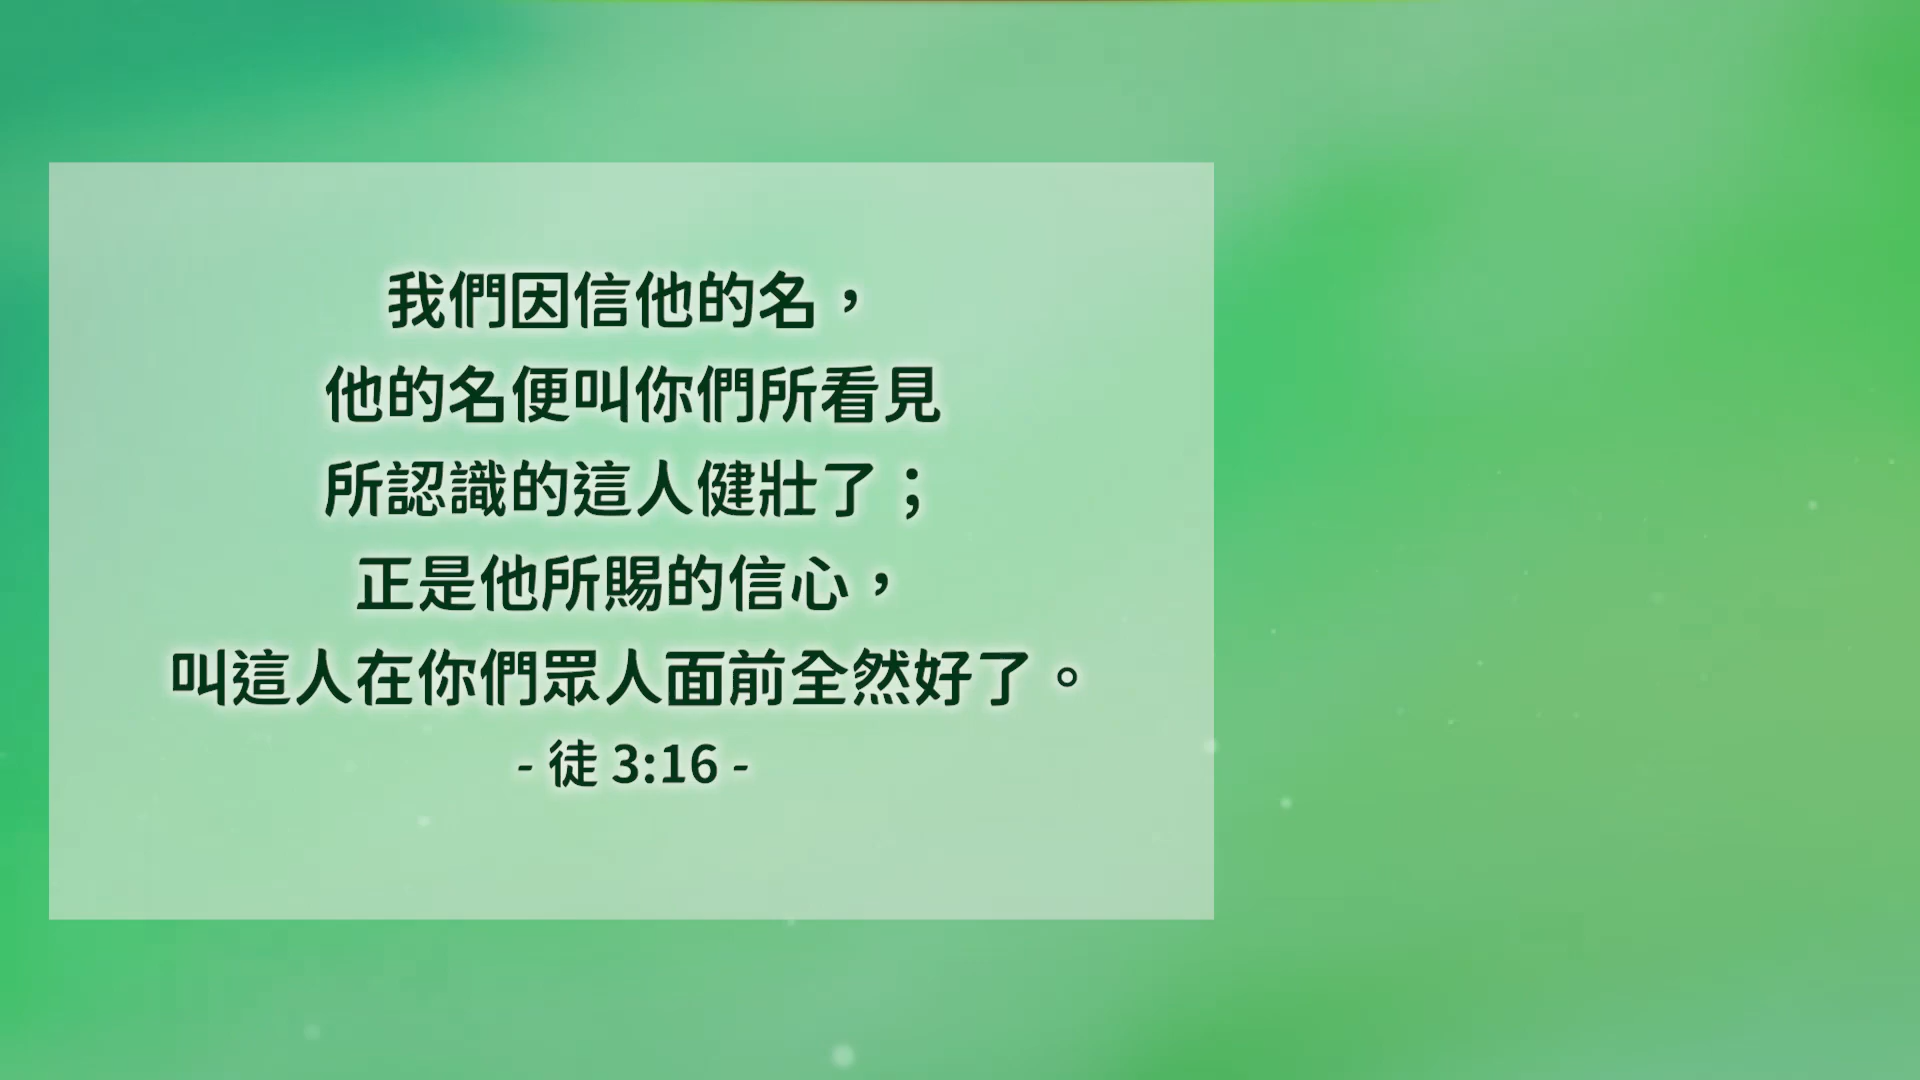 我們因信他的名，
他的名便叫你們所看見
所認識的這人健壯了；
正是他所賜的信心，
叫這人在你們眾人面前全然好了。
- 徒 3:16 -